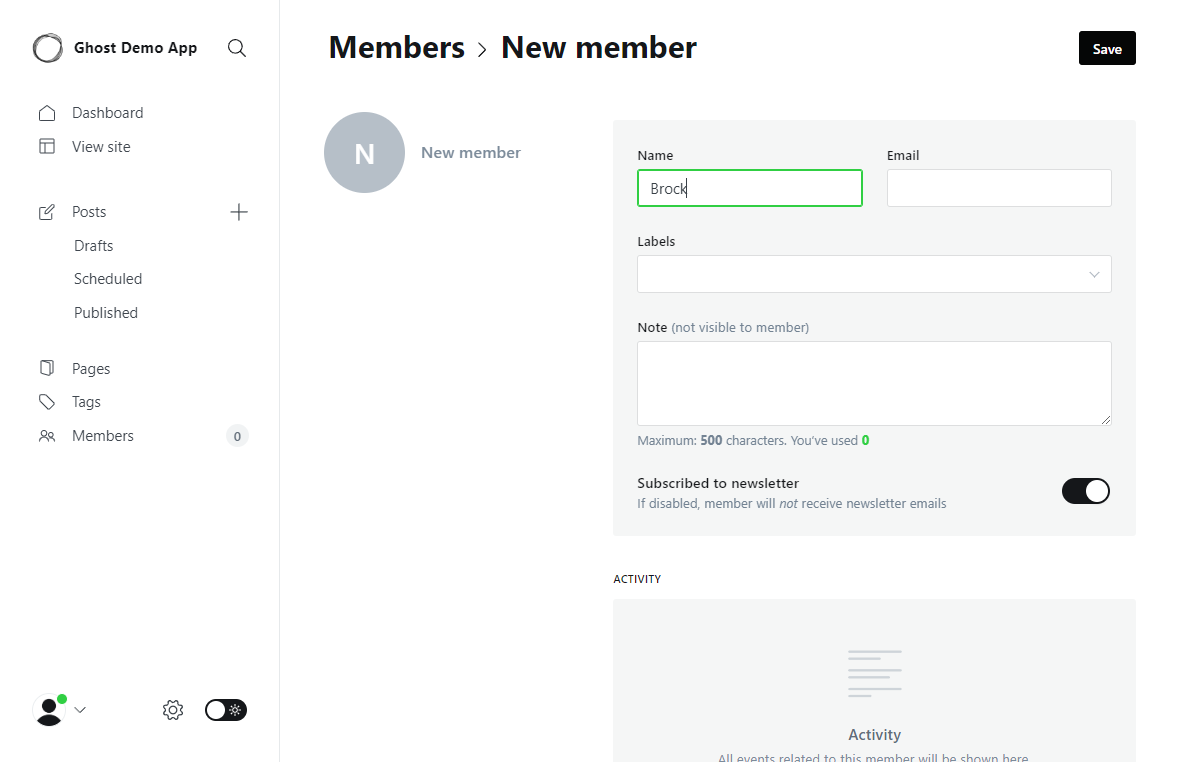 Ghost Demo App
Dashboard
View site
Posts
Drafts
Scheduled
Published
Pages
Tags
Members
0
Members > New member
Save
N
New member
Name
Email
Brock
Labels
Note (not visible to member)
Maximum: 500 characters. You've used 0
Subscribed to newsletter
If disabled, member will not receive newsletter emails
ACTIVITY
Activity
All events related to this member will be shown here